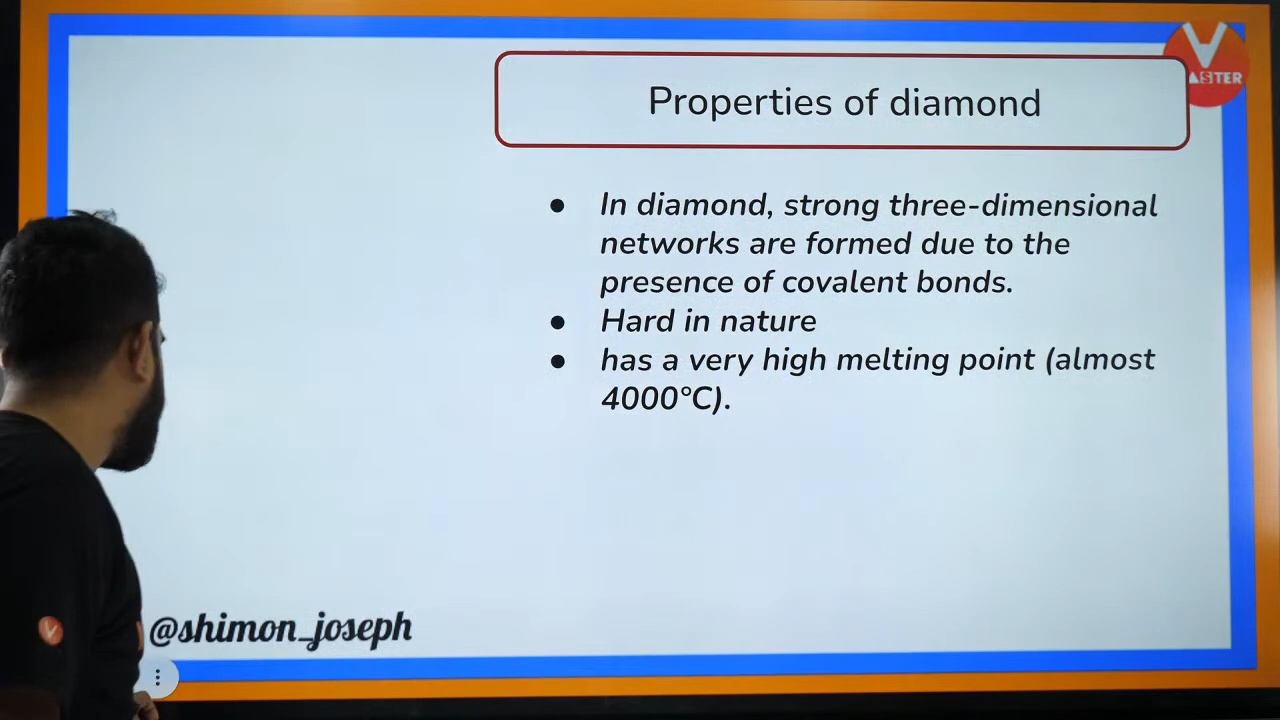 V
ASTER
Properties of diamond
● In diamond, strong three-dimensional
networks are formed due to the
presence of covalent bonds.
● Hard in nature
● has a very high melting point (almost
4000°C).
@shimon_joseph
V